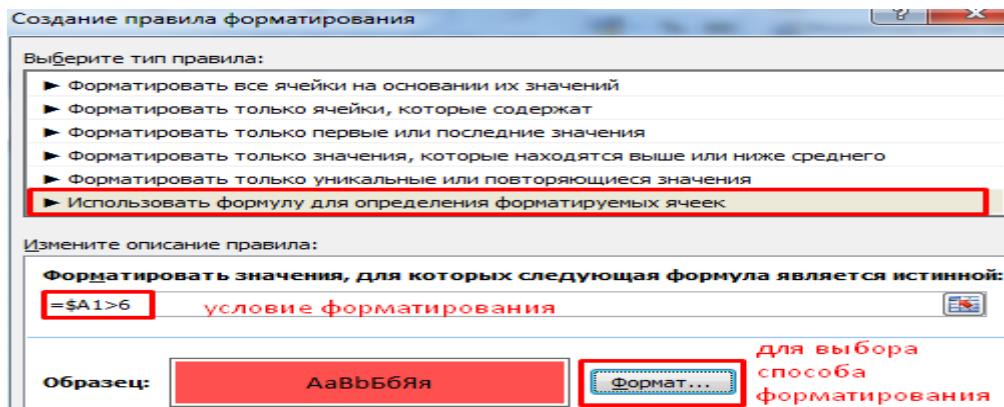 Создание правила форматирования
Выберите тип правила:
► Форматировать все ячейки на основании их значений
► Форматировать только ячейки, которые содержат
► Форматировать только первые или последние значения
► Форматировать только значения, которые находятся выше или ниже среднего
► Форматировать только уникальные или повторяющиеся значения
► Использовать формулу для определения форматируемых ячеек
Измените описание правила:
Форматировать значения, для которых следующая формула является истинной:
=$A1>6 условие форматирования
Образец: АаВbБбЯя Формат... для выбора
способа
форматирования